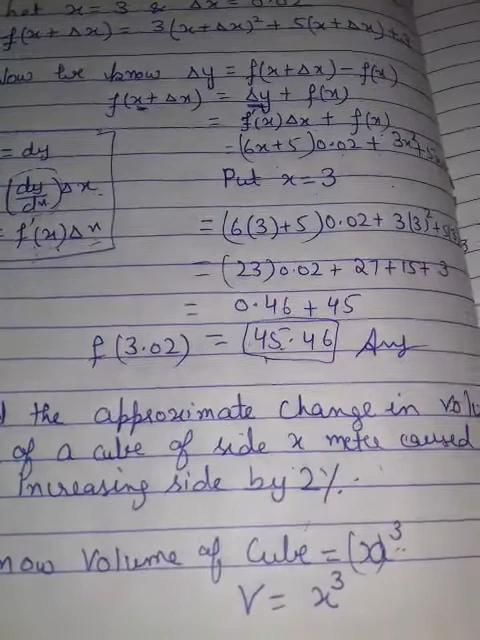 let x = 3 & Δx = 0.02
f(x + Δx) = 3(x + Δx)² + 5(x + Δx) +
Now we know Δy = f(x + Δx) - f(x)
f(x + Δx) = Δy + f(x)
= f'(x)Δx + f(x)
= dy
= (6x + 5)0.02 + 3x² + 5x
(dy/dx)Δx
Put x = 3
= f'(x)Δx
= (6(3) + 5)0.02 + 3(3)² + 5(3) 3
= (23)0.02 + 27 + 15 + 3
= 0.46 + 45
f(3.02) = 45.46 Ans
the approximate change in volu
of a cube of side x meter caused
Increasing side by 2%.
now Volume of Cube = (x)³
V = x³